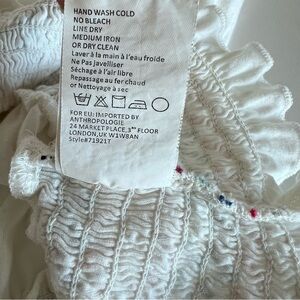 HAND WASH COLD
NO BLEACH
LINE DRY
MEDIUM IRON
OR DRY CLEAN
Laver à la main à l'eau froide
Ne Pas Javelliser
Séchage à l'air libre
Repassage au fer chaud
or Nettoyage à sec
FOR EU: IMPORTED BY
ANTHROPOLOGIE
24 MARKET PLACE, 3RD FLOOR
LONDON, UK W1W8AN
Style#71921T